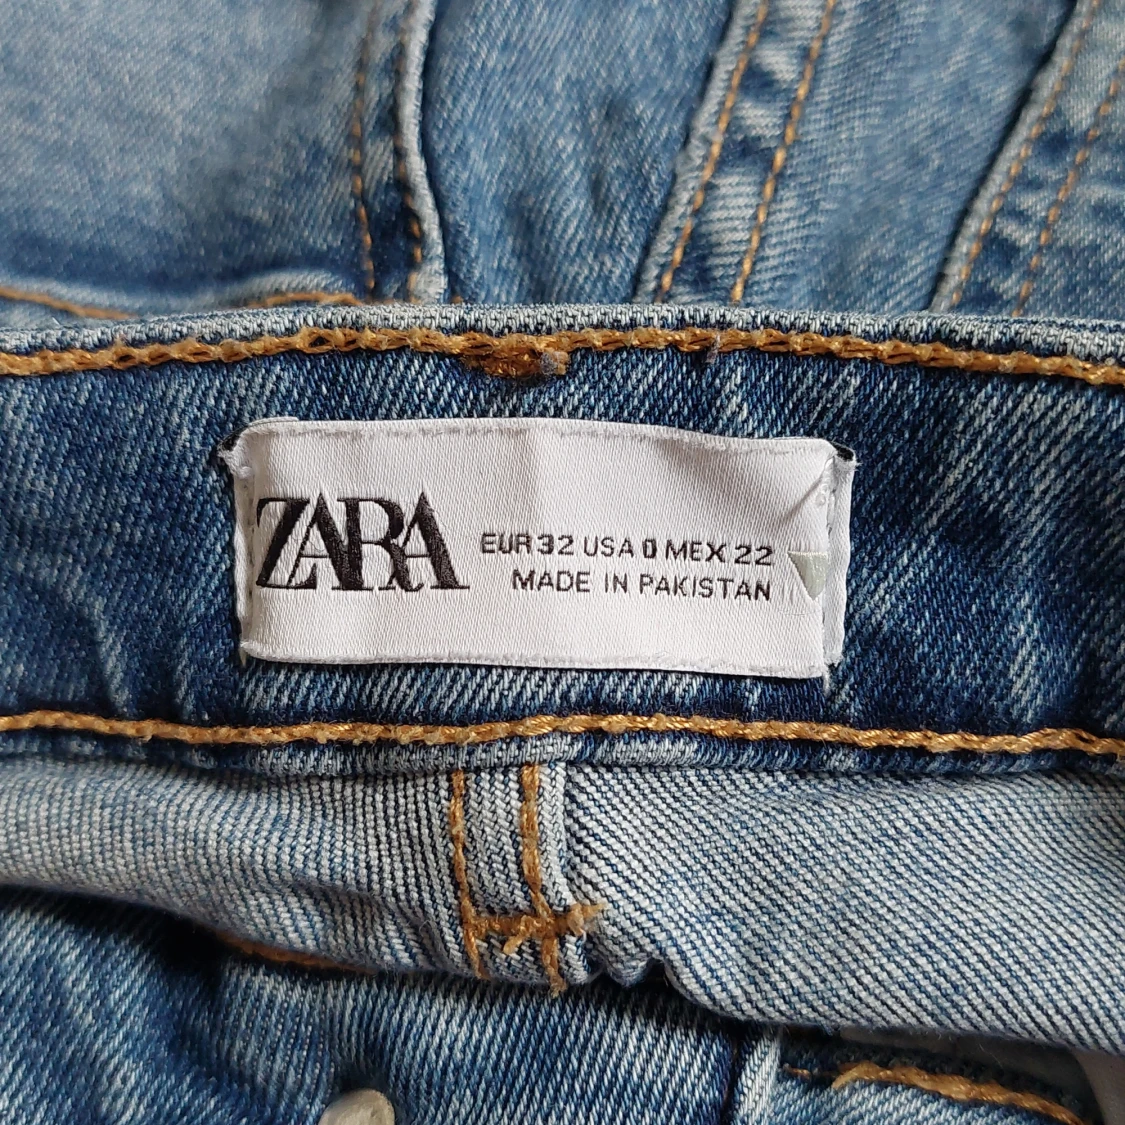 ZARA
EUR 32 USA 0 MEX 22
MADE IN PAKISTAN